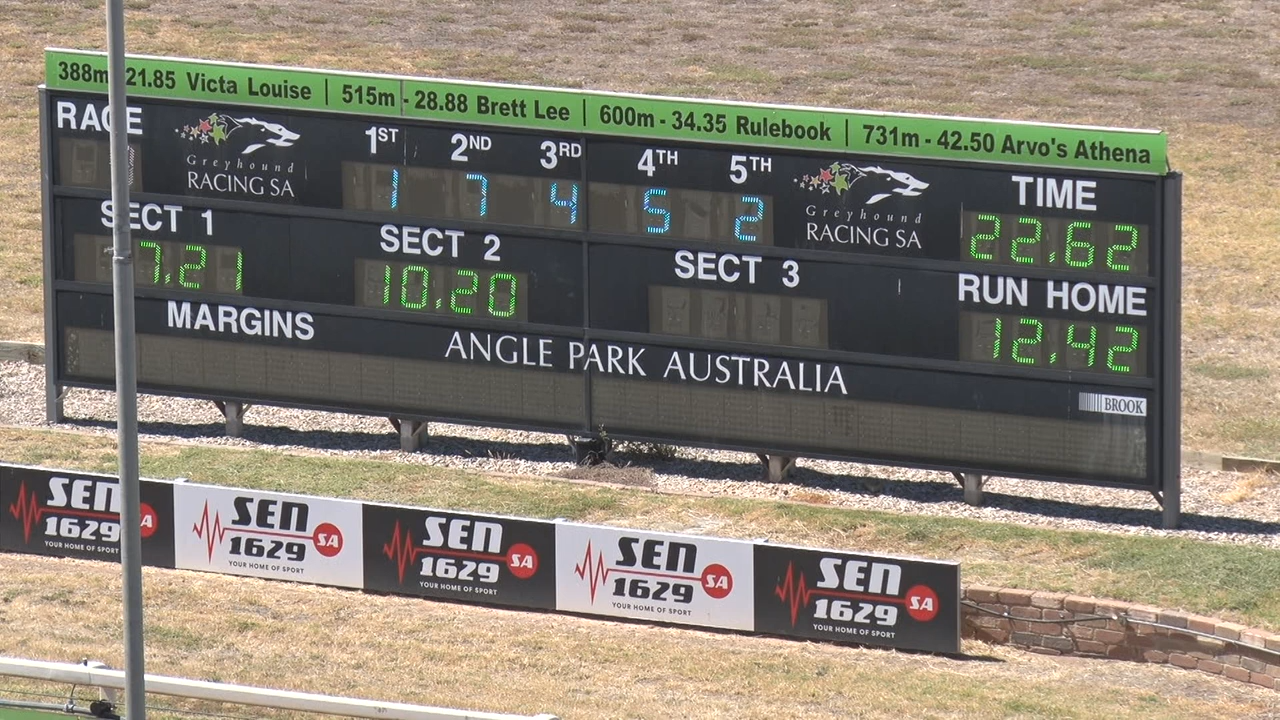 388m - 21.85 Victa Louise | 515m - 28.88 Brett Lee | 600m - 34.35 Rulebook | 731m - 42.50 Arvo's Athena
RACE
Greyhound
RACING SA
1ST 2ND 3RD 4TH 5TH
1 7 4 5 2
Greyhound
RACING SA
TIME
22.62
SECT 1
7.21
SECT 2
10.20
SECT 3
RUN HOME
12.42
MARGINS
ANGLE PARK AUSTRALIA
BROOK
SEN
1629 SA
YOUR HOME OF SPORT
SEN
1629 SA
YOUR HOME OF SPORT
SEN
1629 SA
YOUR HOME OF SPORT
SEN
1629 SA
YOUR HOME OF SPORT
SEN
1629 SA
YOUR HOME OF SPORT